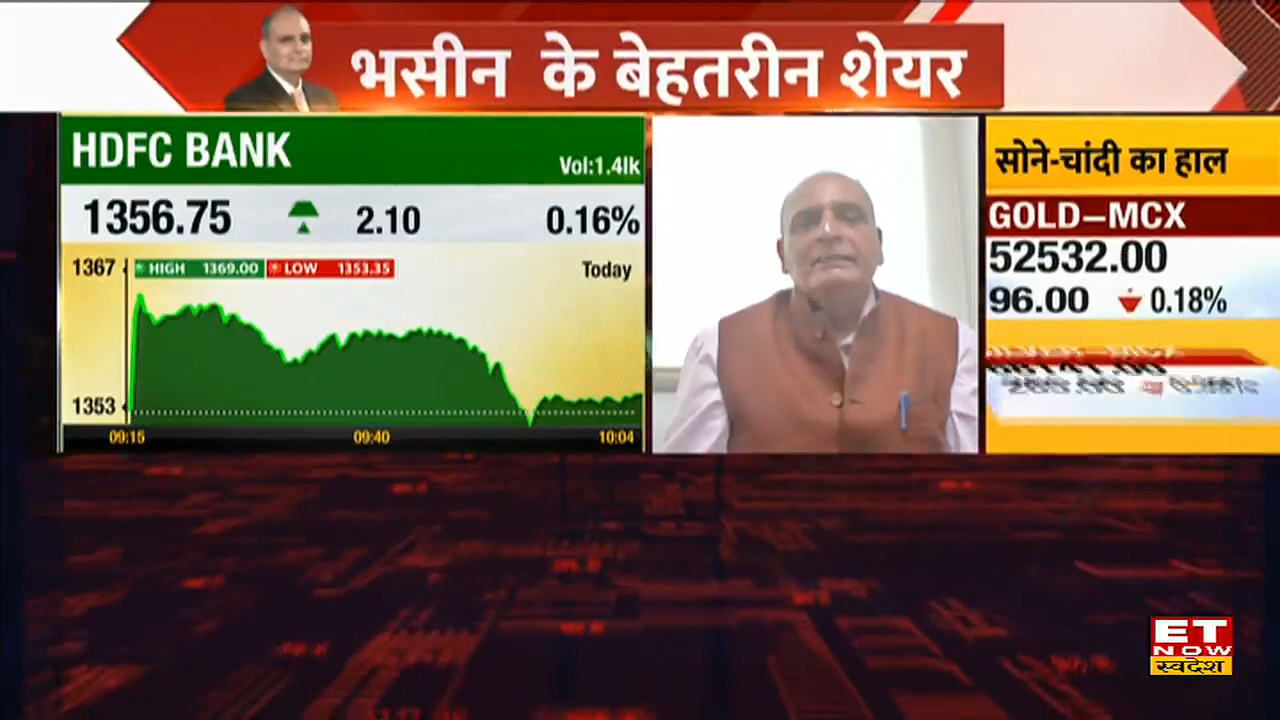 भसीन के बेहतरीन शेयर
HDFC BANK
Vol:1.4lk
1356.75 2.10 0.16%
1367 HIGH 1369.00 LOW 1353.35 Today
1353
09:15 09:40 10:04
सोने-चांदी का हाल
GOLD-MCX
52532.00
96.00 0.18%
ET
NOW
स्वदेश